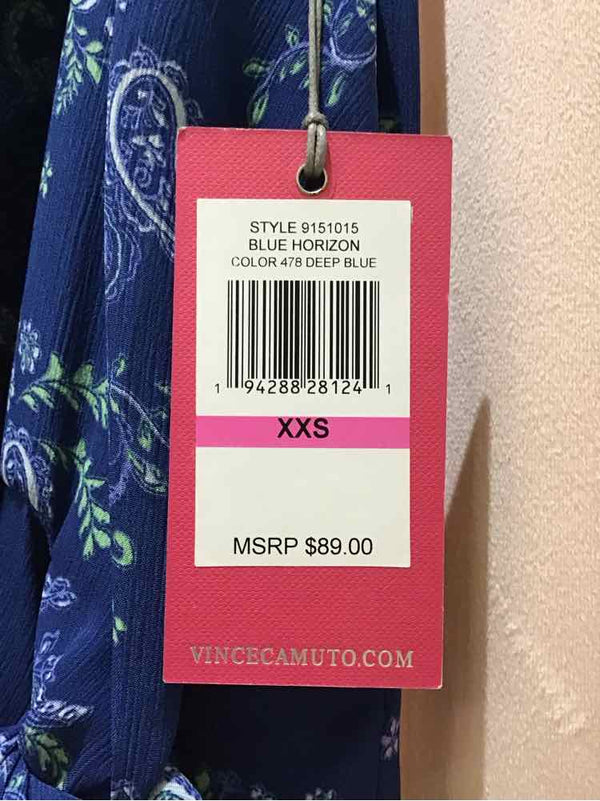 STYLE 9151015
BLUE HORIZON
COLOR 478 DEEP BLUE
1 94288 28124 1
XXS
MSRP $89.00
VINCECAMUTO.COM